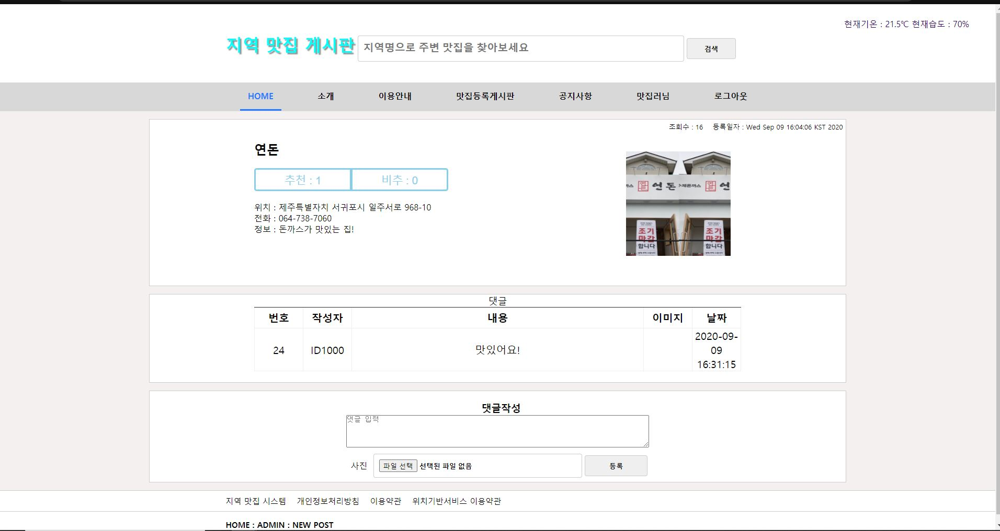 현재기온 : 21.5℃ 현재습도 : 70%
지역 맛집 게시판
지역명으로 주변 맛집을 찾아보세요
검색
HOME 소개 이용안내 맛집등록게시판 공지사항 맛집러님 로그아웃
조회수 : 16 등록일자 : Wed Sep 09 16:04:06 KST 2020
연돈
추천 : 1 비추 : 0
위치 : 제주특별자치 서귀포시 일주서로 968-10
전화 : 064-738-7060
정보 : 돈까스가 맛있는 집!
연돈
조기
마감
합니다
조기
마감
합니다
댓글
번호 작성자 내용 이미지 날짜
24 ID1000 맛있어요! 2020-09-
09
16:31:15
댓글작성
댓글 입력
사진 파일 선택 선택된 파일 없음 등록
지역 맛집 시스템 개인정보처리방침 이용약관 위치기반서비스 이용약관
HOME : ADMIN : NEW POST